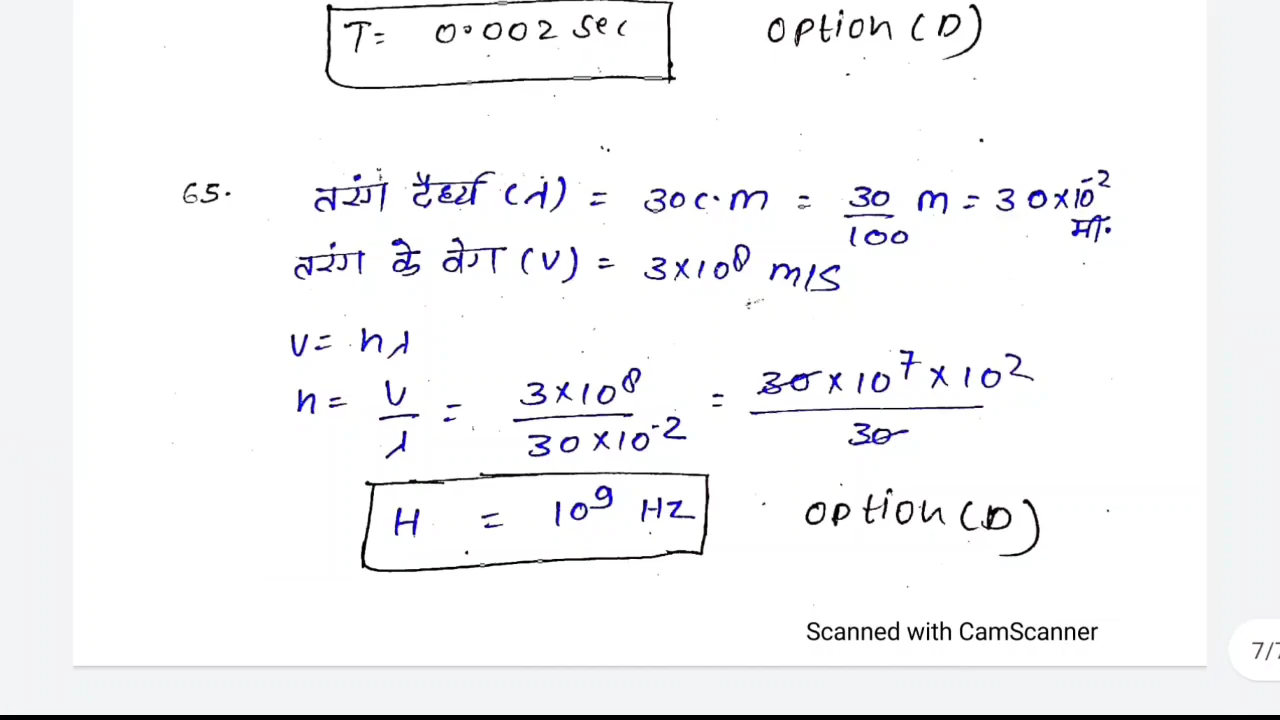 T= 0.002 sec option (D)
65. तरंग दैर्ध्य (λ) = 30c.m = 30/100 m = 30×10⁻² मी.
तरंग के वेग (v) = 3×10⁸ m/s
v= nλ
n= v/λ = 3×10⁸/30×10⁻² = 30×10⁷×10²/30
H = 10⁹ Hz option (D)
Scanned with CamScanner
7/7